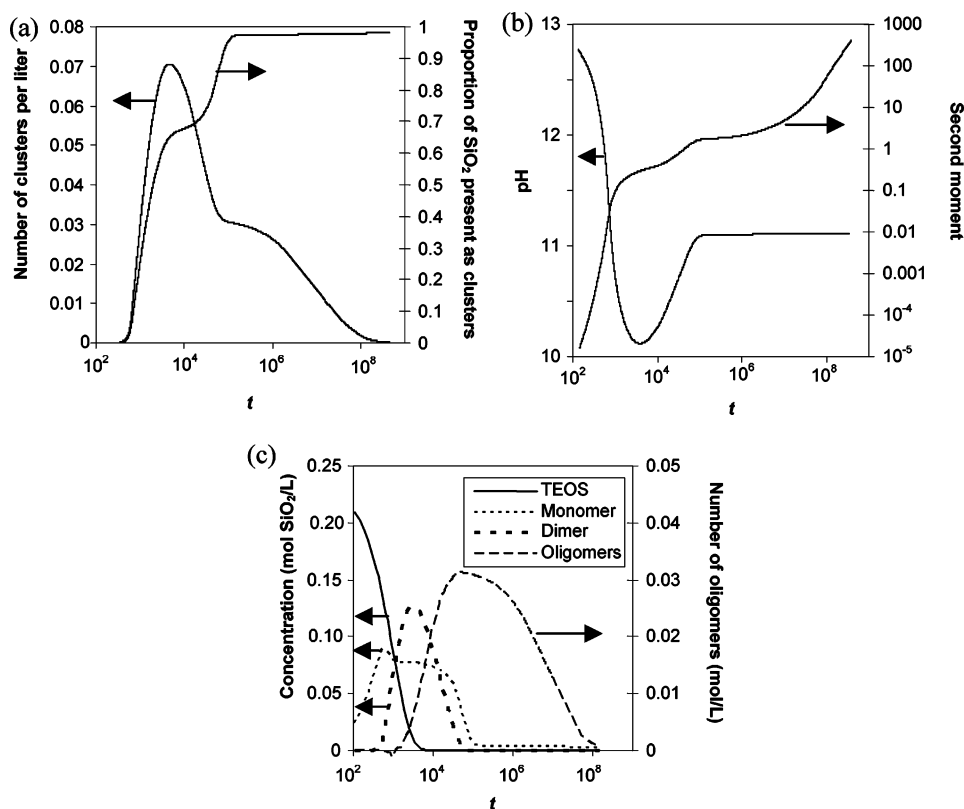 (a)
0.08
0.07
0.06
0.05
0.04
0.03
0.02
0.01
0
Number of clusters per liter
1
0.9
0.8
0.7
0.6
0.5
0.4
0.3
0.2
0.1
0
Proportion of SiO₂ present as clusters
10² 10⁴ 10⁶ 10⁸
t
(b)
13
12
11
10
pH
1000
100
10
1
0.1
0.01
0.001
10⁻⁴
10⁻⁵
Second moment
10² 10⁴ 10⁶ 10⁸
t
(c)
0.25
0.20
0.15
0.10
0.05
0
Concentration (mol SiO₂/L)
TEOS
Monomer
Dimer
Oligomers
0.05
0.04
0.03
0.02
0.01
0
Number of oligomers (mol/L)
10² 10⁴ 10⁶ 10⁸
t